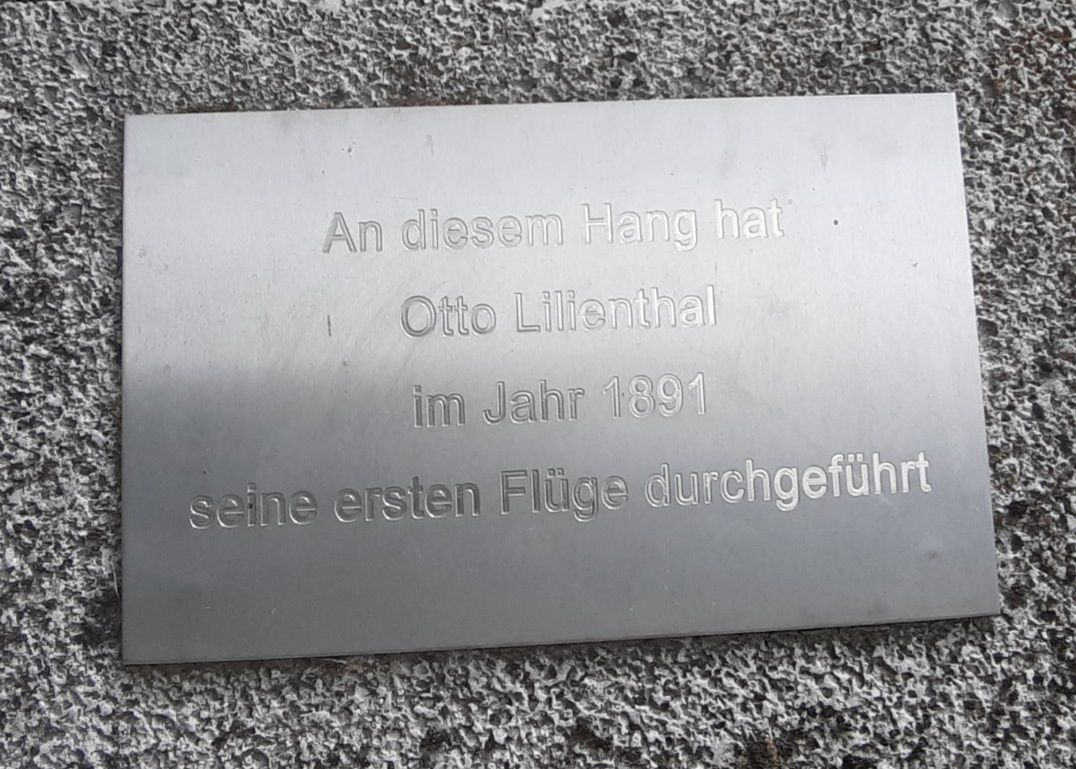 An diesem Hang hat
Otto Lilienthal
im Jahr 1891
seine ersten Flüge durchgeführt